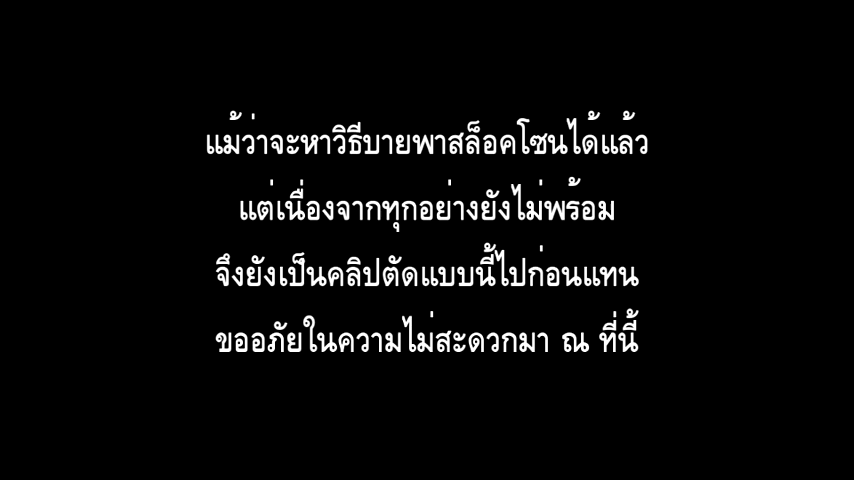 แม้ว่าจะหาวิธีบายพาสล็อคโซนได้แล้ว
แต่เนื่องจากทุกอย่างยังไม่พร้อม
จึงยังเป็นคลิปตัดแบบนี้ไปก่อนแทน
ขออภัยในความไม่สะดวกมา ณ ที่นี้